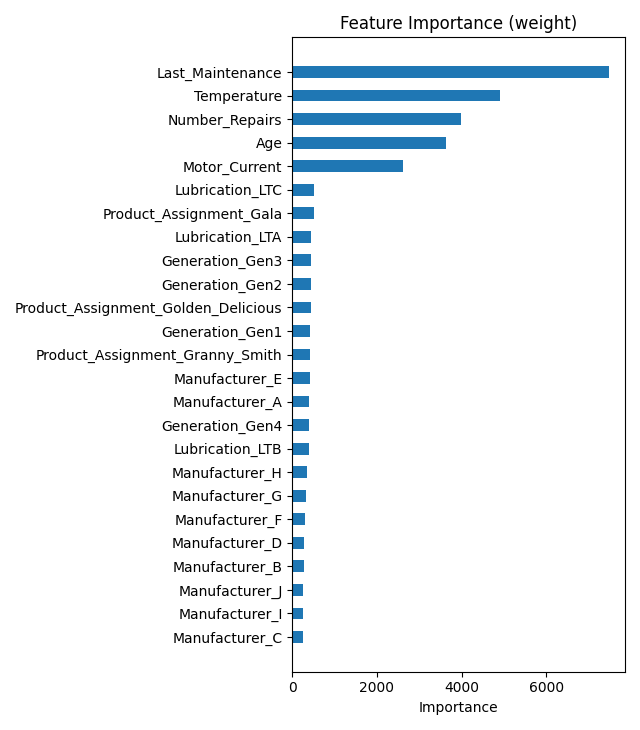 Feature Importance (weight)
Last_Maintenance
Temperature
Number_Repairs
Age
Motor_Current
Lubrication_LTC
Product_Assignment_Gala
Lubrication_LTA
Generation_Gen3
Generation_Gen2
Product_Assignment_Golden_Delicious
Generation_Gen1
Product_Assignment_Granny_Smith
Manufacturer_E
Manufacturer_A
Generation_Gen4
Lubrication_LTB
Manufacturer_H
Manufacturer_G
Manufacturer_F
Manufacturer_D
Manufacturer_B
Manufacturer_J
Manufacturer_I
Manufacturer_C
0 2000 4000 6000
Importance